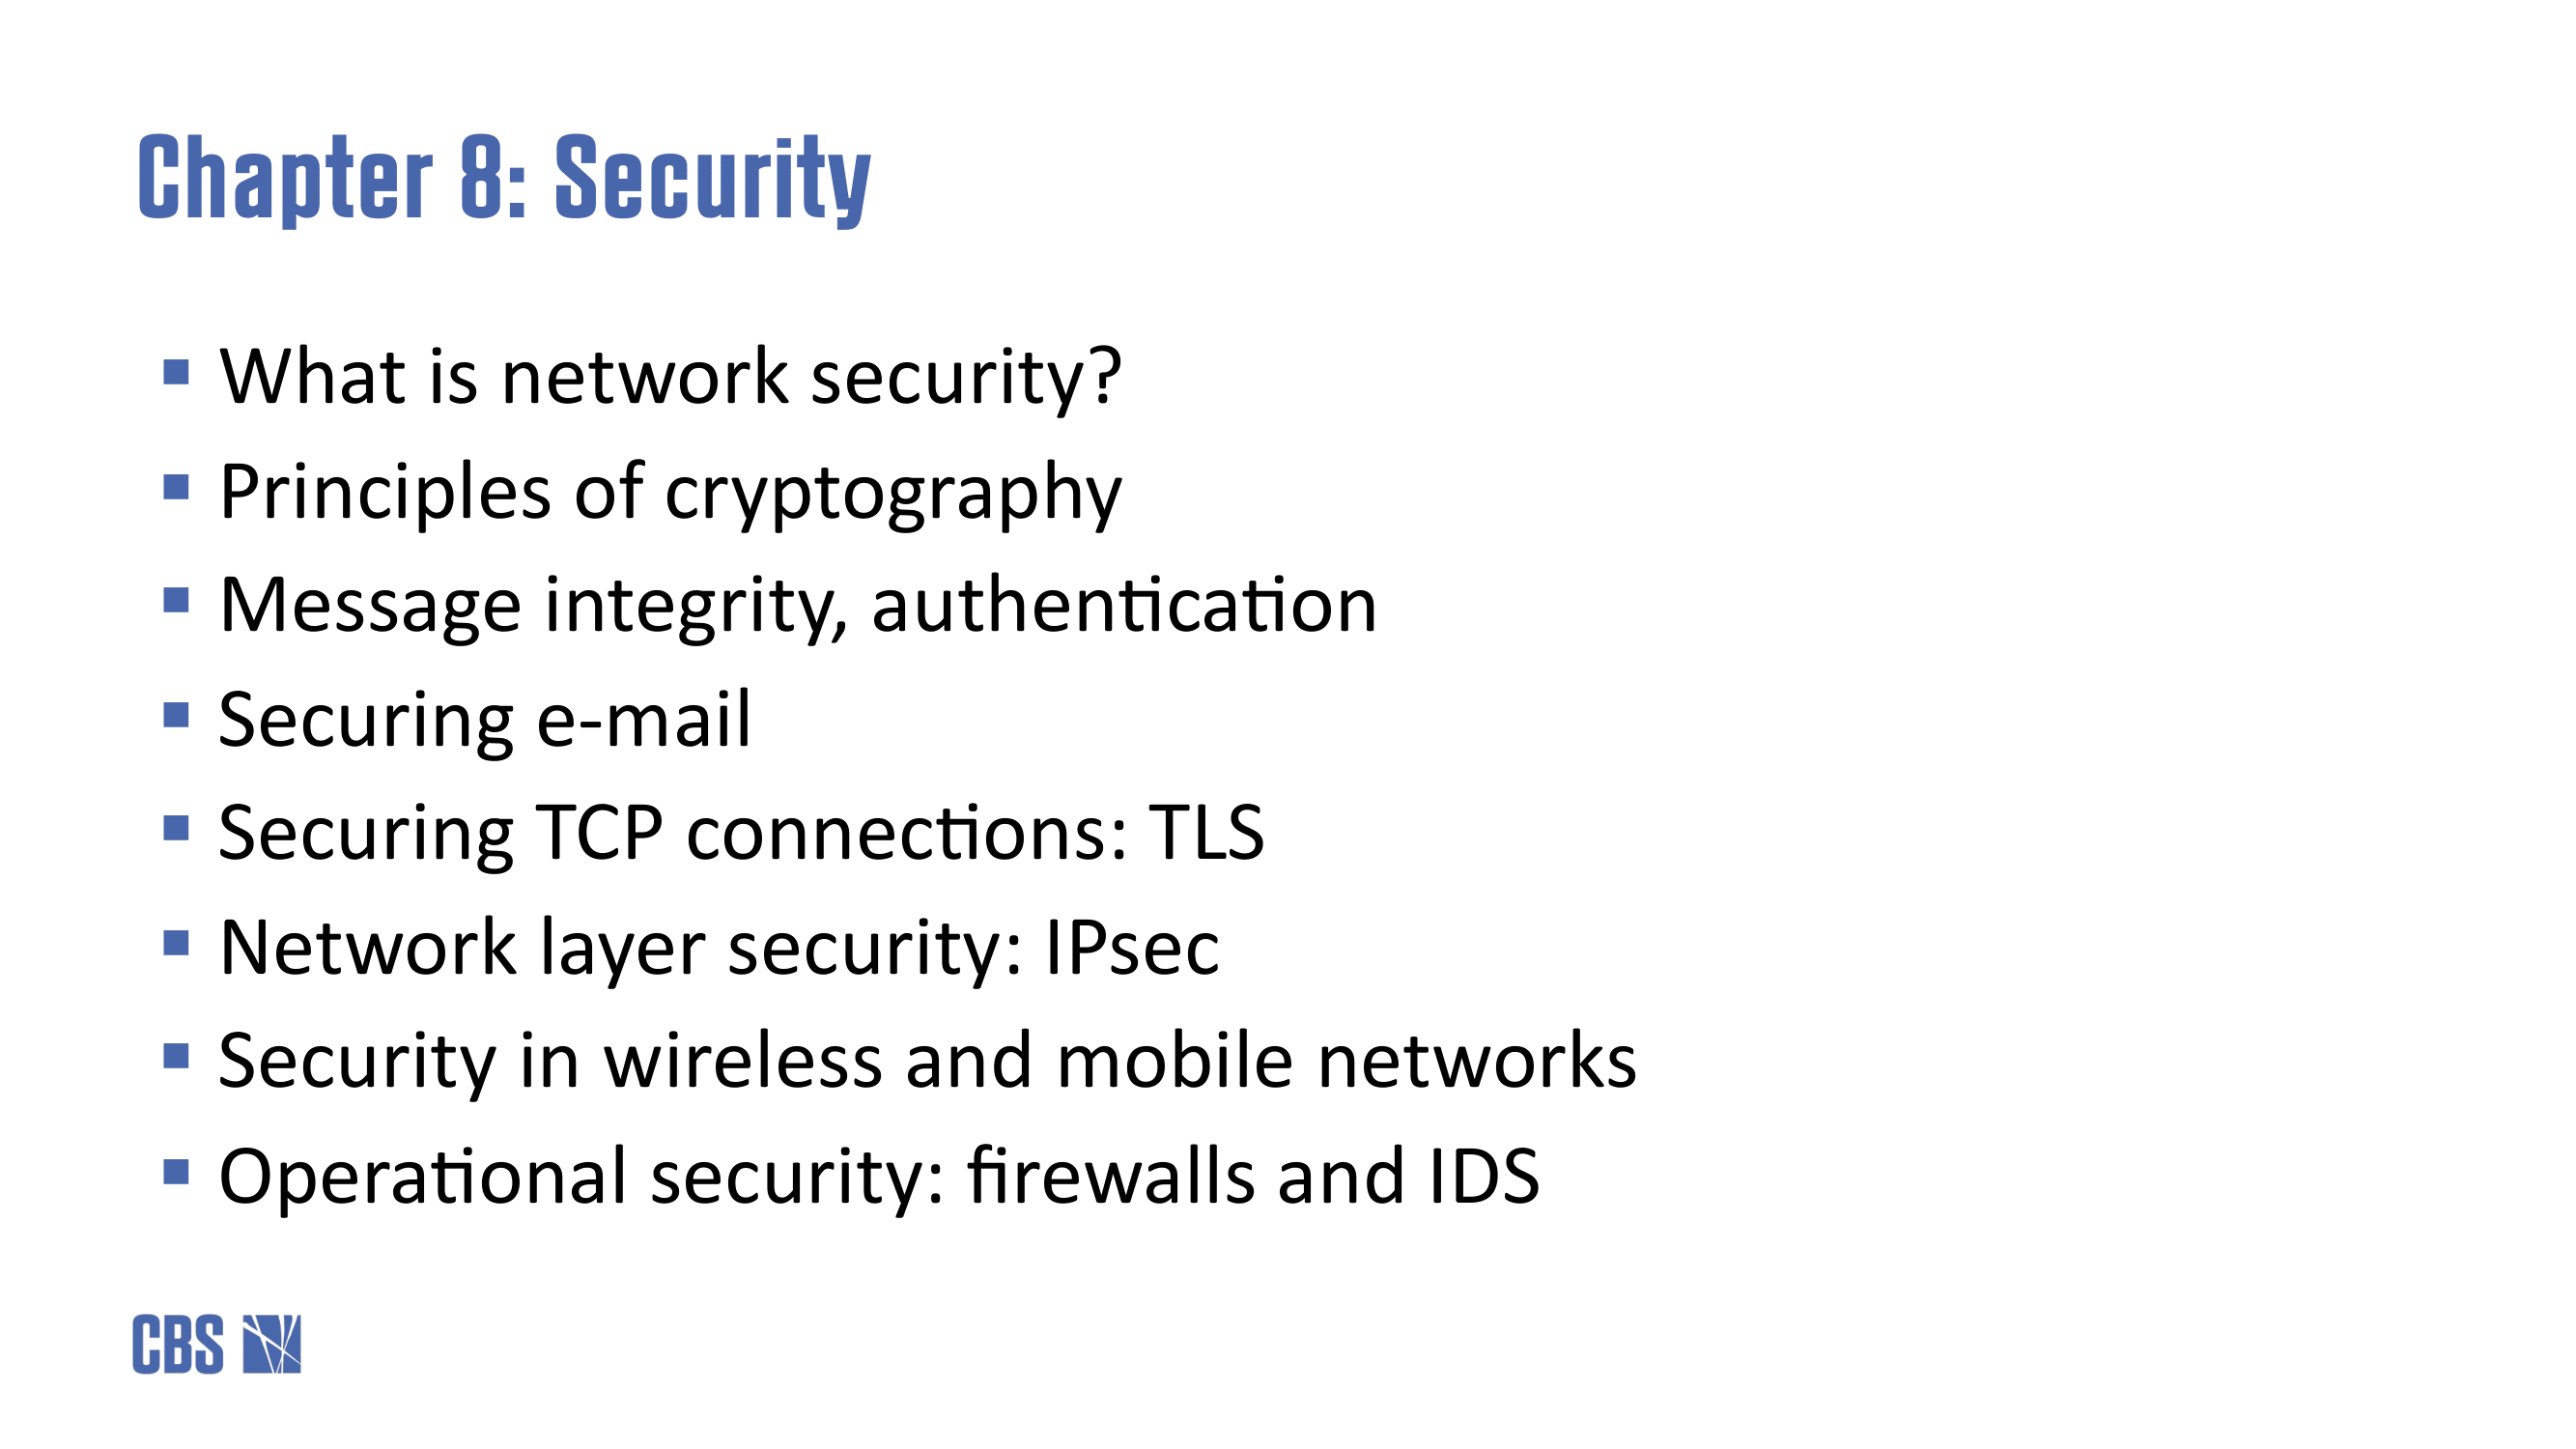 Chapter 8: Security
▪ What is network security?
▪ Principles of cryptography
▪ Message integrity, authentication
▪ Securing e-mail
▪ Securing TCP connections: TLS
▪ Network layer security: IPsec
▪ Security in wireless and mobile networks
▪ Operational security: firewalls and IDS
CBS